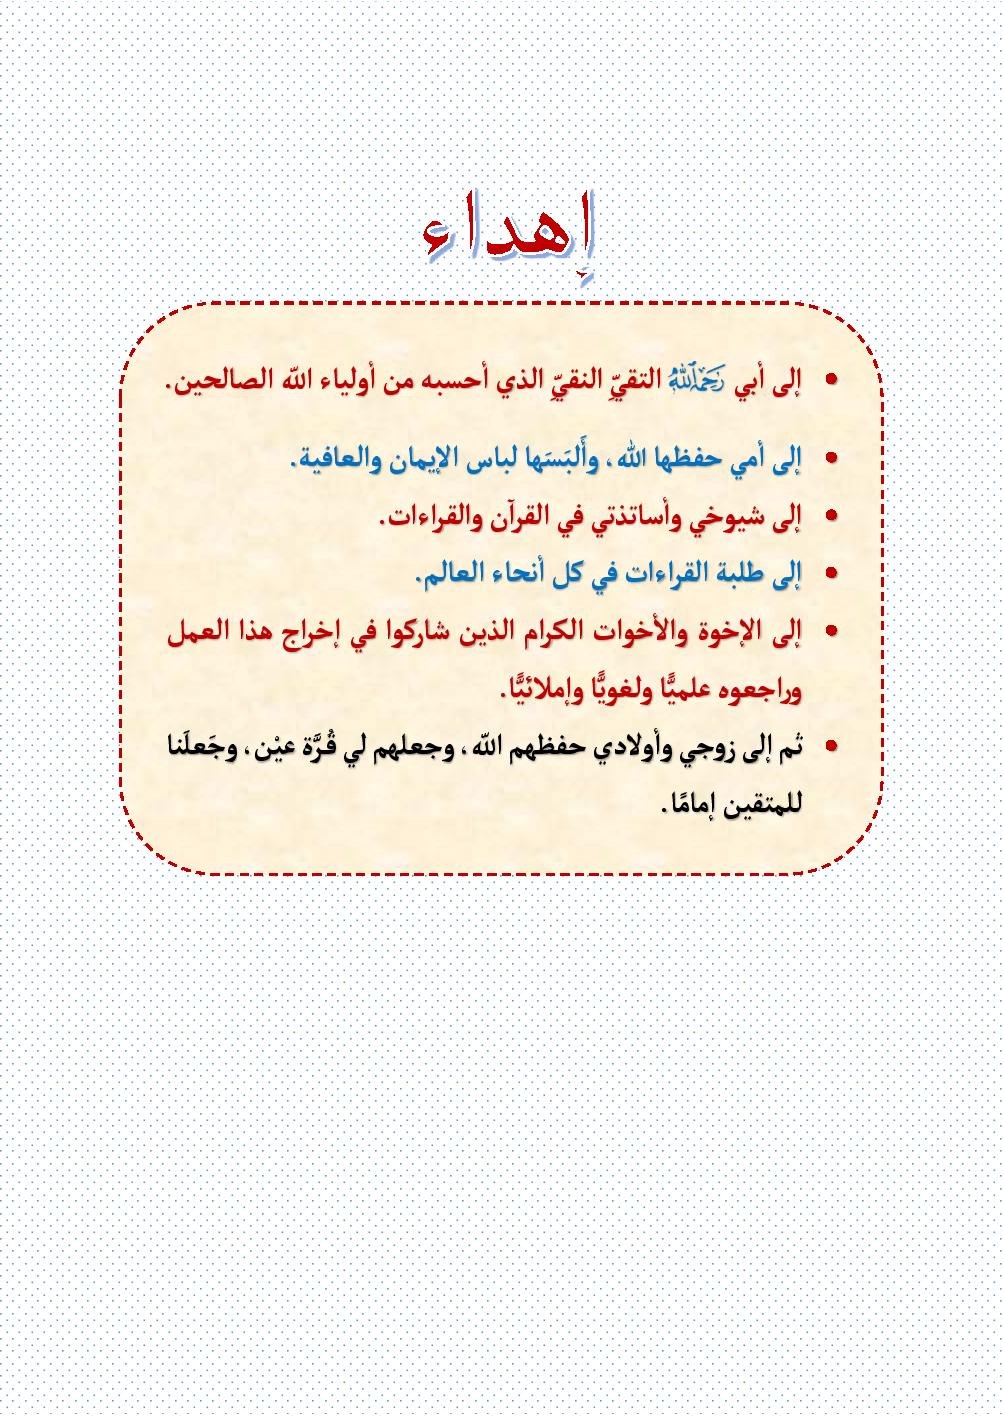 إهداء
إلى أبي رَحِمَهُ ٱللَّهُ التقيِّ النقيِّ الذي أحسبه من أولياء الله الصالحين.
إلى أمي حفظها الله، وأَلبَسَها لباس الإيمان والعافية.
إلى شيوخي وأساتذتي في القرآن والقراءات.
إلى طلبة القراءات في كل أنحاء العالم.
إلى الإخوة والأخوات الكرام الذين شاركوا في إخراج هذا العمل
وراجعوه علميًّا ولغويًّا وإملائيًّا.
ثم إلى زوجي وأولادي حفظهم الله، وجعلهم لي قُرَّة عيْن، وجَعلَنا
للمتقين إمامًا.